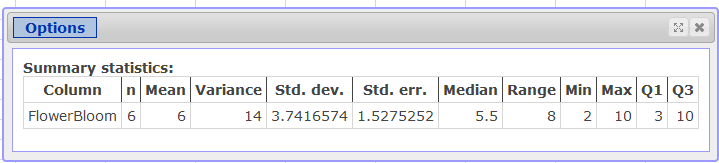 Options
Summary statistics:
Column n Mean Variance Std. dev. Std. err. Median Range Min Max Q1 Q3
FlowerBloom 6 6 14 3.7416574 1.5275252 5.5 8 2 10 3 10